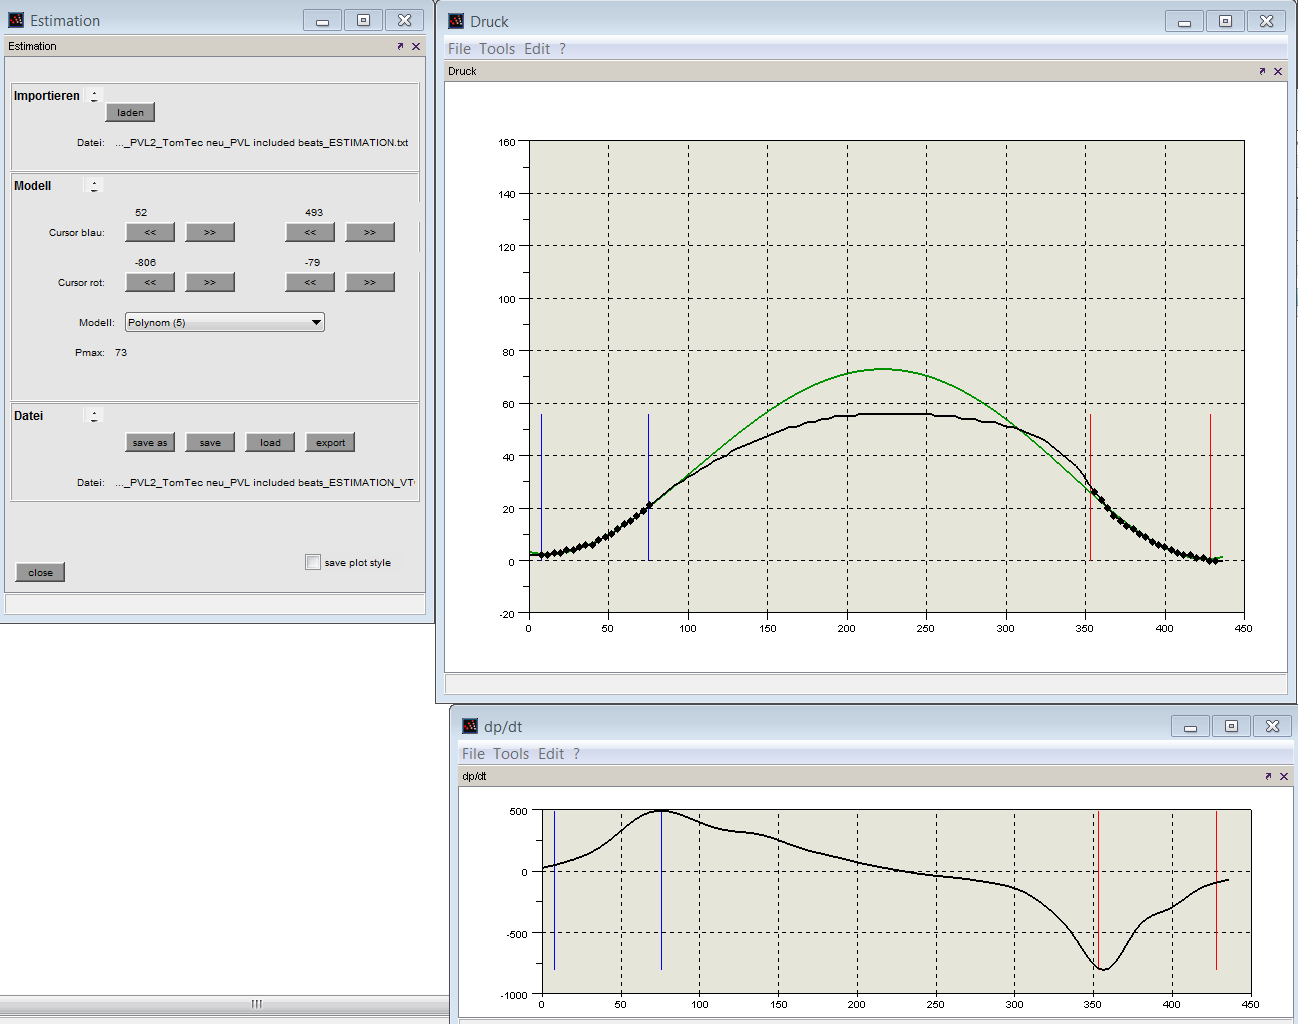 Estimation
Estimation
Importieren
laden
Datei: ..._PVL2_TomTec neu_PVL included beats_ESTIMATION.txt
Modell
52 493
Cursor blau: << >> << >>
-806 -79
Cursor rot: << >> << >>
Modell: Polynom (5)
Pmax: 73
Datei
save as save load export
Datei: ..._PVL2_TomTec neu_PVL included beats_ESTIMATION_VT
save plot style
close
Druck
File Tools Edit ?
Druck
160
140
120
100
80
60
40
20
0
-20
0 50 100 150 200 250 300 350 400 450
dp/dt
File Tools Edit ?
dp/dt
500
0
-500
-1000
0 50 100 150 200 250 300 350 400 450